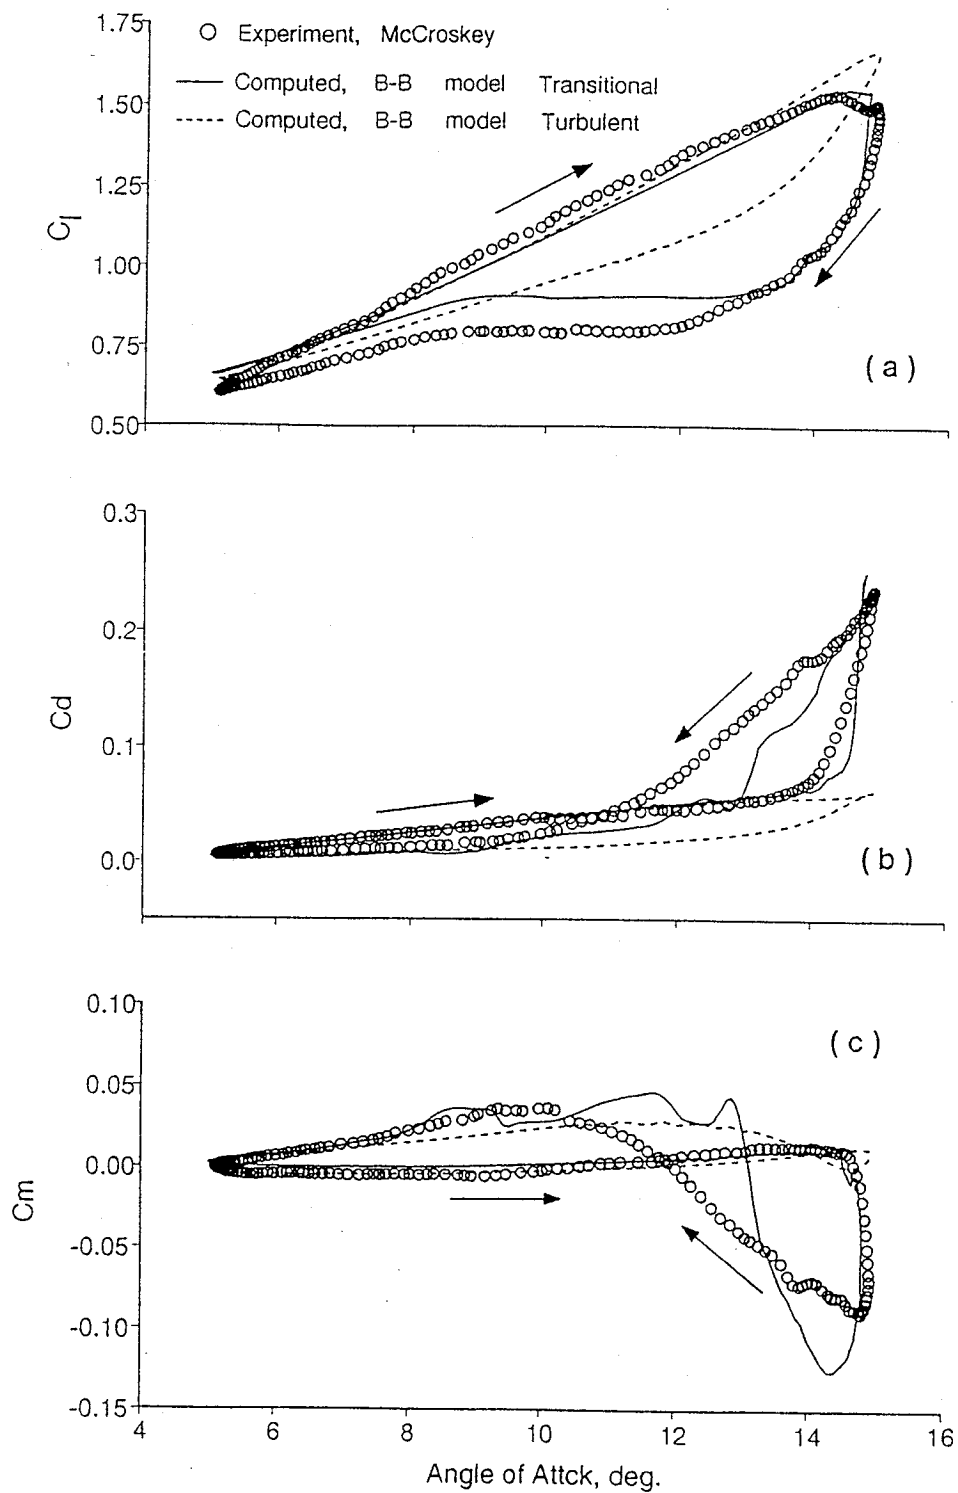 1.75
Experiment, McCroskey
Computed, B-B model Transitional
1.50
Computed, B-B model Turbulent
1.25
Cl
1.00
0.75
(a)
0.50
0.3
0.2
Cd
0.1
0.0
(b)
0.10
(c)
0.05
0.00
Cm
-0.05
-0.10
-0.15
4 6 8 10 12 14 16
Angle of Attck, deg.